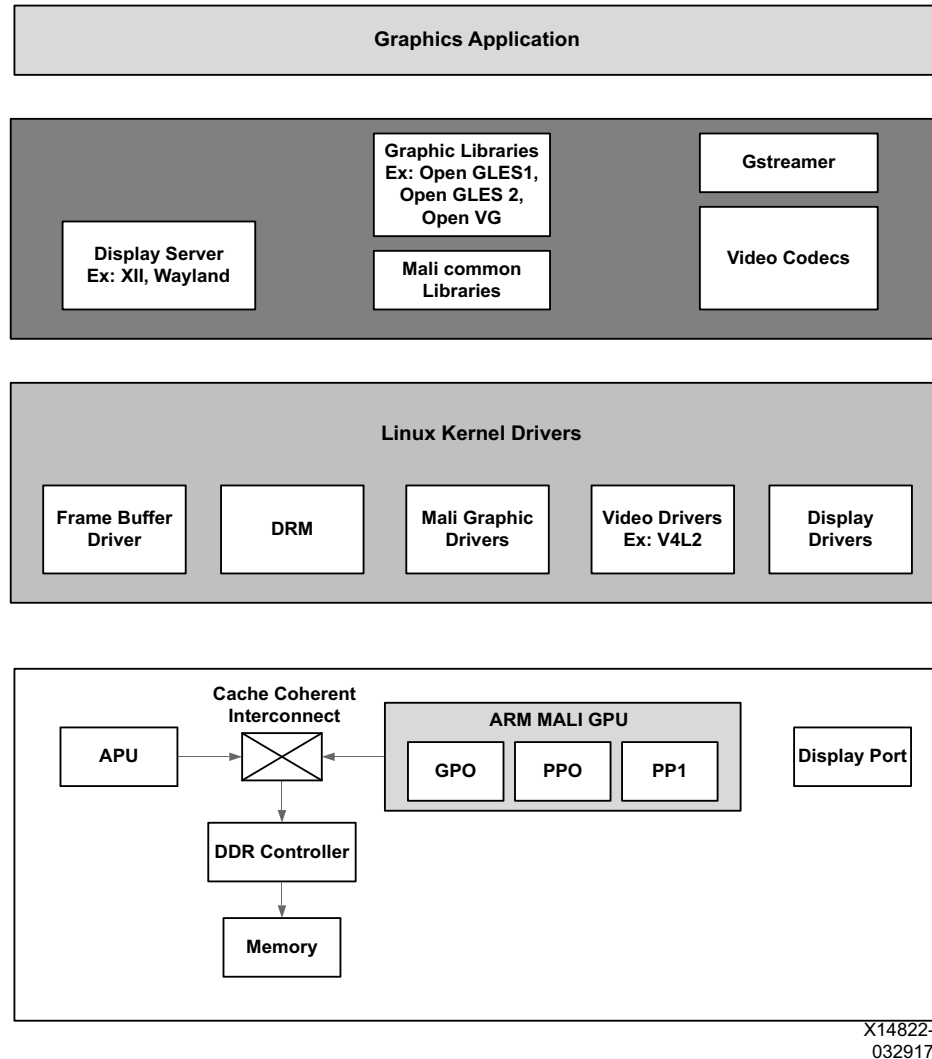 Graphics Application
Graphic Libraries
Ex: Open GLES1,
Open GLES 2,
Open VG
Gstreamer
Display Server
Ex: XII, Wayland
Mali common
Libraries
Video Codecs
Linux Kernel Drivers
Frame Buffer
Driver
DRM
Mali Graphic
Drivers
Video Drivers
Ex: V4L2
Display
Drivers
Cache Coherent
Interconnect
ARM MALI GPU
APU
GPO
PPO
PP1
Display Port
DDR Controller
Memory
X14822-
032917